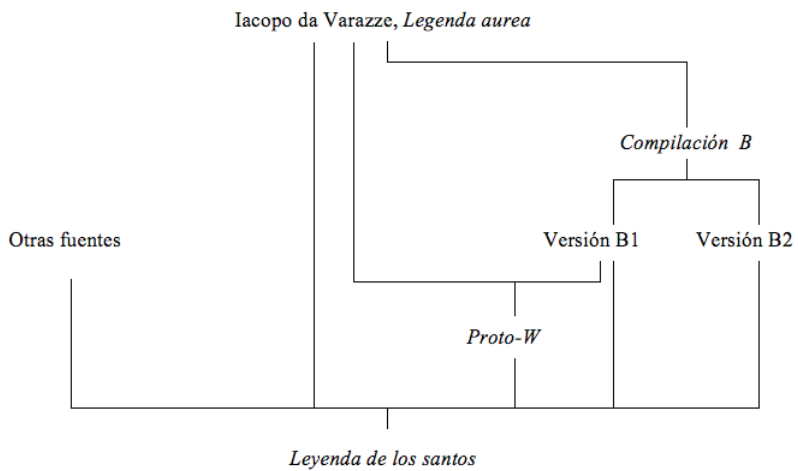 Iacopo da Varazze, Legenda aurea
Compilación B
Otras fuentes
Versión B1
Versión B2
Proto-W
Leyenda de los santos